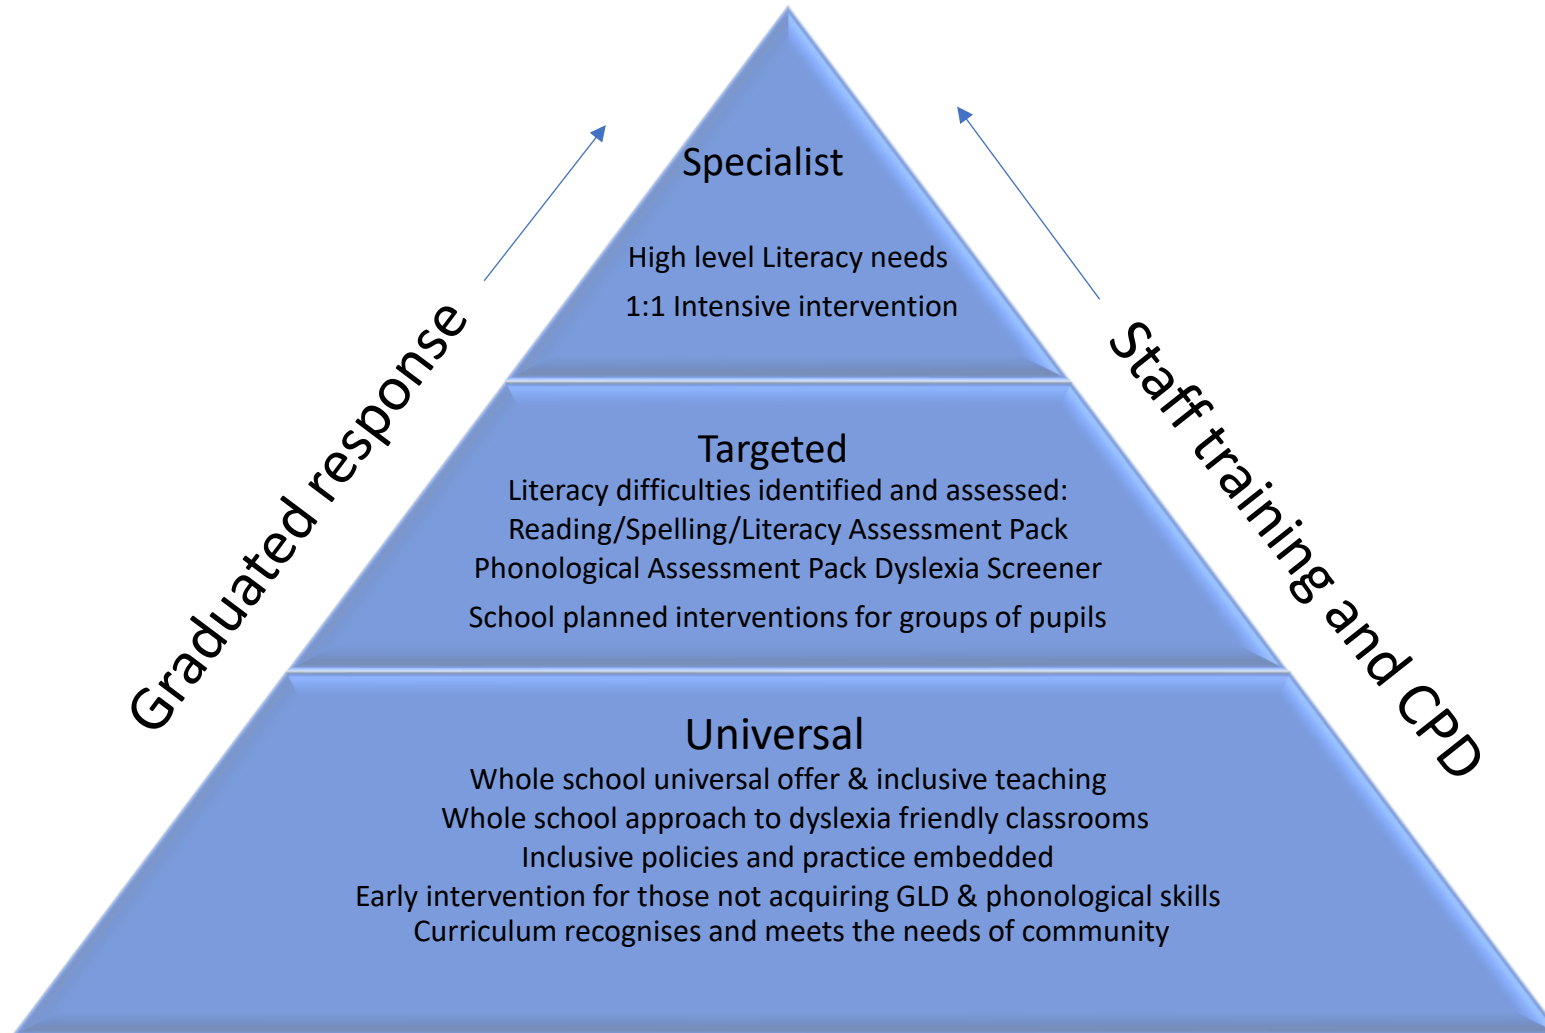 Specialist
High level Literacy needs
1:1 Intensive intervention
Graduated response
Staff training and CPD
Targeted
Literacy difficulties identified and assessed:
Reading/Spelling/Literacy Assessment Pack
Phonological Assessment Pack Dyslexia Screener
School planned interventions for groups of pupils
Universal
Whole school universal offer & inclusive teaching
Whole school approach to dyslexia friendly classrooms
Inclusive policies and practice embedded
Early intervention for those not acquiring GLD & phonological skills
Curriculum recognises and meets the needs of community